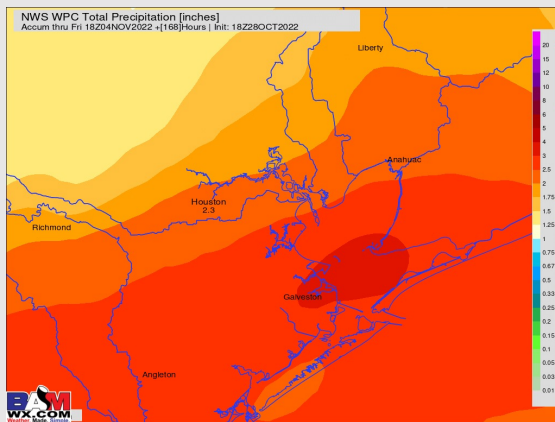 NWS WPC Total Precipitation [inches]
Accum thru Fri 18Z04NOV2022 +[168]Hours | Init: 18Z28OCT2022
Liberty
Anahuac
Houston
2.3
Richmond
Galveston
Angleton
20
15
12
10
8
6
5
4
3
2.5
2
1.75
1.5
1.25
1
0.75
0.67
0.5
0.33
0.25
0.2
0.15
0.1
0.05
0.03
0.01
BAM
WX.COM
Weather Made Simple